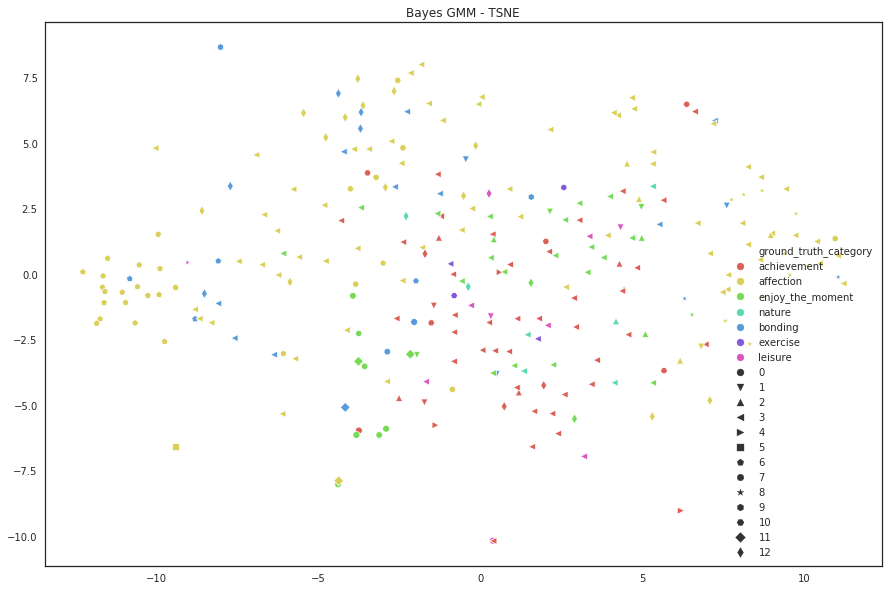 Bayes GMM - TSNE
7.5
5.0
2.5
0.0
−2.5
−5.0
−7.5
−10.0
−10
−5
0
5
10
ground_truth_category
achievement
affection
enjoy_the_moment
nature
bonding
exercise
leisure
0
1
2
3
4
5
6
7
8
9
10
11
12